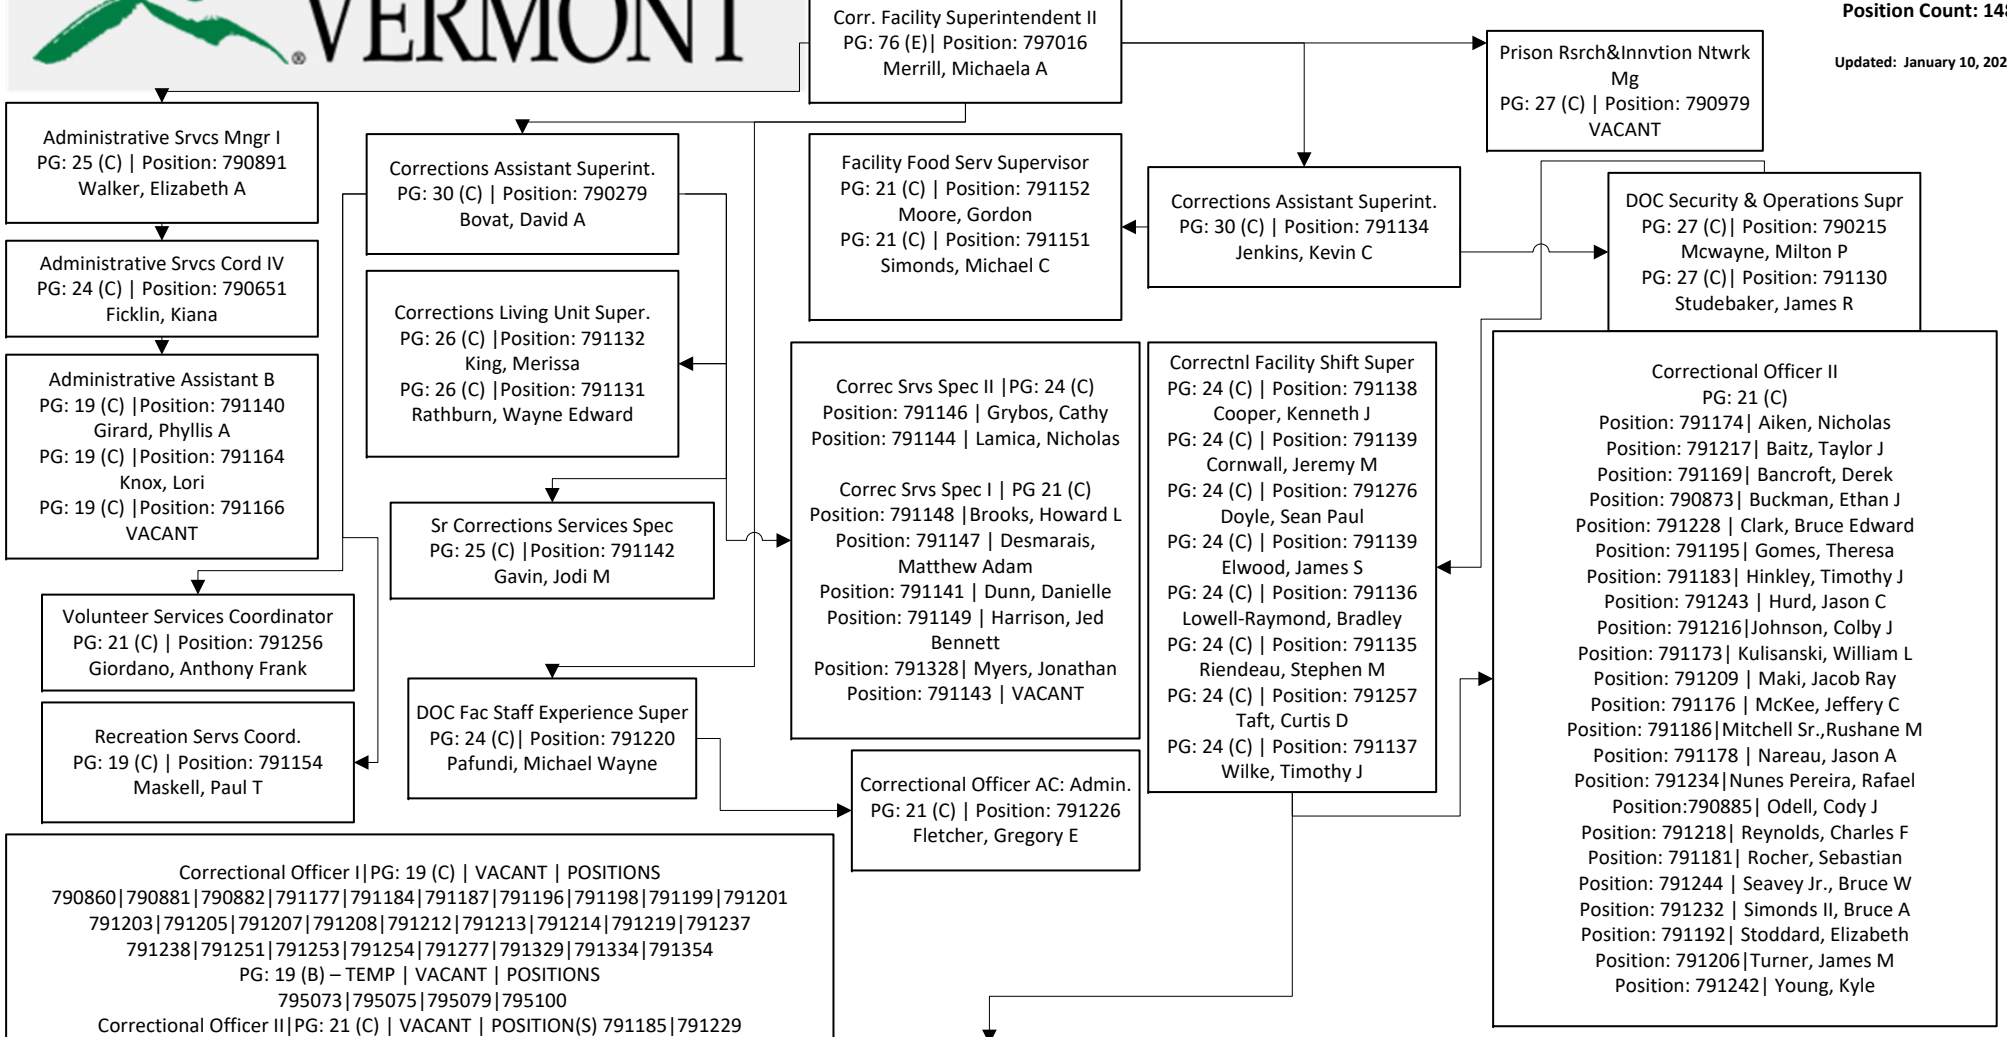 VERMONT
®
Corr. Facility Superintendent II
PG: 76 (E)| Position: 797016
Merrill, Michaela A
Position Count: 148
Updated: January 10, 202
Prison Rsrch&Innvtion Ntwrk
Mg
PG: 27 (C) | Position: 790979
VACANT
Administrative Srvcs Mngr I
PG: 25 (C) | Position: 790891
Walker, Elizabeth A
Corrections Assistant Superint.
PG: 30 (C) | Position: 790279
Bovat, David A
Facility Food Serv Supervisor
PG: 21 (C) | Position: 791152
Moore, Gordon
PG: 21 (C) | Position: 791151
Simonds, Michael C
Corrections Assistant Superint.
PG: 30 (C) | Position: 791134
Jenkins, Kevin C
DOC Security & Operations Supr
PG: 27 (C)| Position: 790215
Mcwayne, Milton P
PG: 27 (C)| Position: 791130
Studebaker, James R
Administrative Srvcs Cord IV
PG: 24 (C) | Position: 790651
Ficklin, Kiana
Corrections Living Unit Super.
PG: 26 (C) |Position: 791132
King, Merissa
PG: 26 (C) |Position: 791131
Rathburn, Wayne Edward
Administrative Assistant B
PG: 19 (C) |Position: 791140
Girard, Phyllis A
PG: 19 (C) |Position: 791164
Knox, Lori
PG: 19 (C) |Position: 791166
VACANT
Correc Srvs Spec II |PG: 24 (C)
Position: 791146 | Grybos, Cathy
Position: 791144 | Lamica, Nicholas
Correc Srvs Spec I | PG 21 (C)
Position: 791148 |Brooks, Howard L
Position: 791147 | Desmarais,
Matthew Adam
Position: 791141 | Dunn, Danielle
Position: 791149 | Harrison, Jed
Bennett
Position: 791328| Myers, Jonathan
Position: 791143 | VACANT
Correctnl Facility Shift Super
PG: 24 (C) | Position: 791138
Cooper, Kenneth J
PG: 24 (C) | Position: 791139
Cornwall, Jeremy M
PG: 24 (C) | Position: 791276
Doyle, Sean Paul
PG: 24 (C) | Position: 791139
Elwood, James S
PG: 24 (C) | Position: 791136
Lowell-Raymond, Bradley
PG: 24 (C) | Position: 791135
Riendeau, Stephen M
PG: 24 (C) | Position: 791257
Taft, Curtis D
PG: 24 (C) | Position: 791137
Wilke, Timothy J
Correctional Officer II
PG: 21 (C)
Position: 791174| Aiken, Nicholas
Position: 791217| Baitz, Taylor J
Position: 791169| Bancroft, Derek
Position: 790873| Buckman, Ethan J
Position: 791228 | Clark, Bruce Edward
Position: 791195| Gomes, Theresa
Position: 791183| Hinkley, Timothy J
Position: 791243 | Hurd, Jason C
Position: 791216|Johnson, Colby J
Position: 791173| Kulisanski, William L
Position: 791209 | Maki, Jacob Ray
Position: 791176 | McKee, Jeffery C
Position: 791186|Mitchell Sr.,Rushane M
Position: 791178 | Nareau, Jason A
Position: 791234|Nunes Pereira, Rafael
Position:790885| Odell, Cody J
Position: 791218| Reynolds, Charles F
Position: 791181| Rocher, Sebastian
Position: 791244 | Seavey Jr., Bruce W
Position: 791232 | Simonds II, Bruce A
Position: 791192| Stoddard, Elizabeth
Position: 791206|Turner, James M
Position: 791242| Young, Kyle
Sr Corrections Services Spec
PG: 25 (C) |Position: 791142
Gavin, Jodi M
Volunteer Services Coordinator
PG: 21 (C) | Position: 791256
Giordano, Anthony Frank
Recreation Servs Coord.
PG: 19 (C) | Position: 791154
Maskell, Paul T
DOC Fac Staff Experience Super
PG: 24 (C)| Position: 791220
Pafundi, Michael Wayne
Correctional Officer AC: Admin.
PG: 21 (C) | Position: 791226
Fletcher, Gregory E
Correctional Officer I|PG: 19 (C) | VACANT | POSITIONS
790860|790881|790882|791177|791184|791187|791196|791198|791199|791201
791203|791205|791207|791208|791212|791213|791214|791219|791237
791238|791251|791253|791254|791277|791329|791334|791354
PG: 19 (B) – TEMP | VACANT | POSITIONS
795073|795075|795079|795100
Correctional Officer II|PG: 21 (C) | VACANT | POSITION(S) 791185|791229